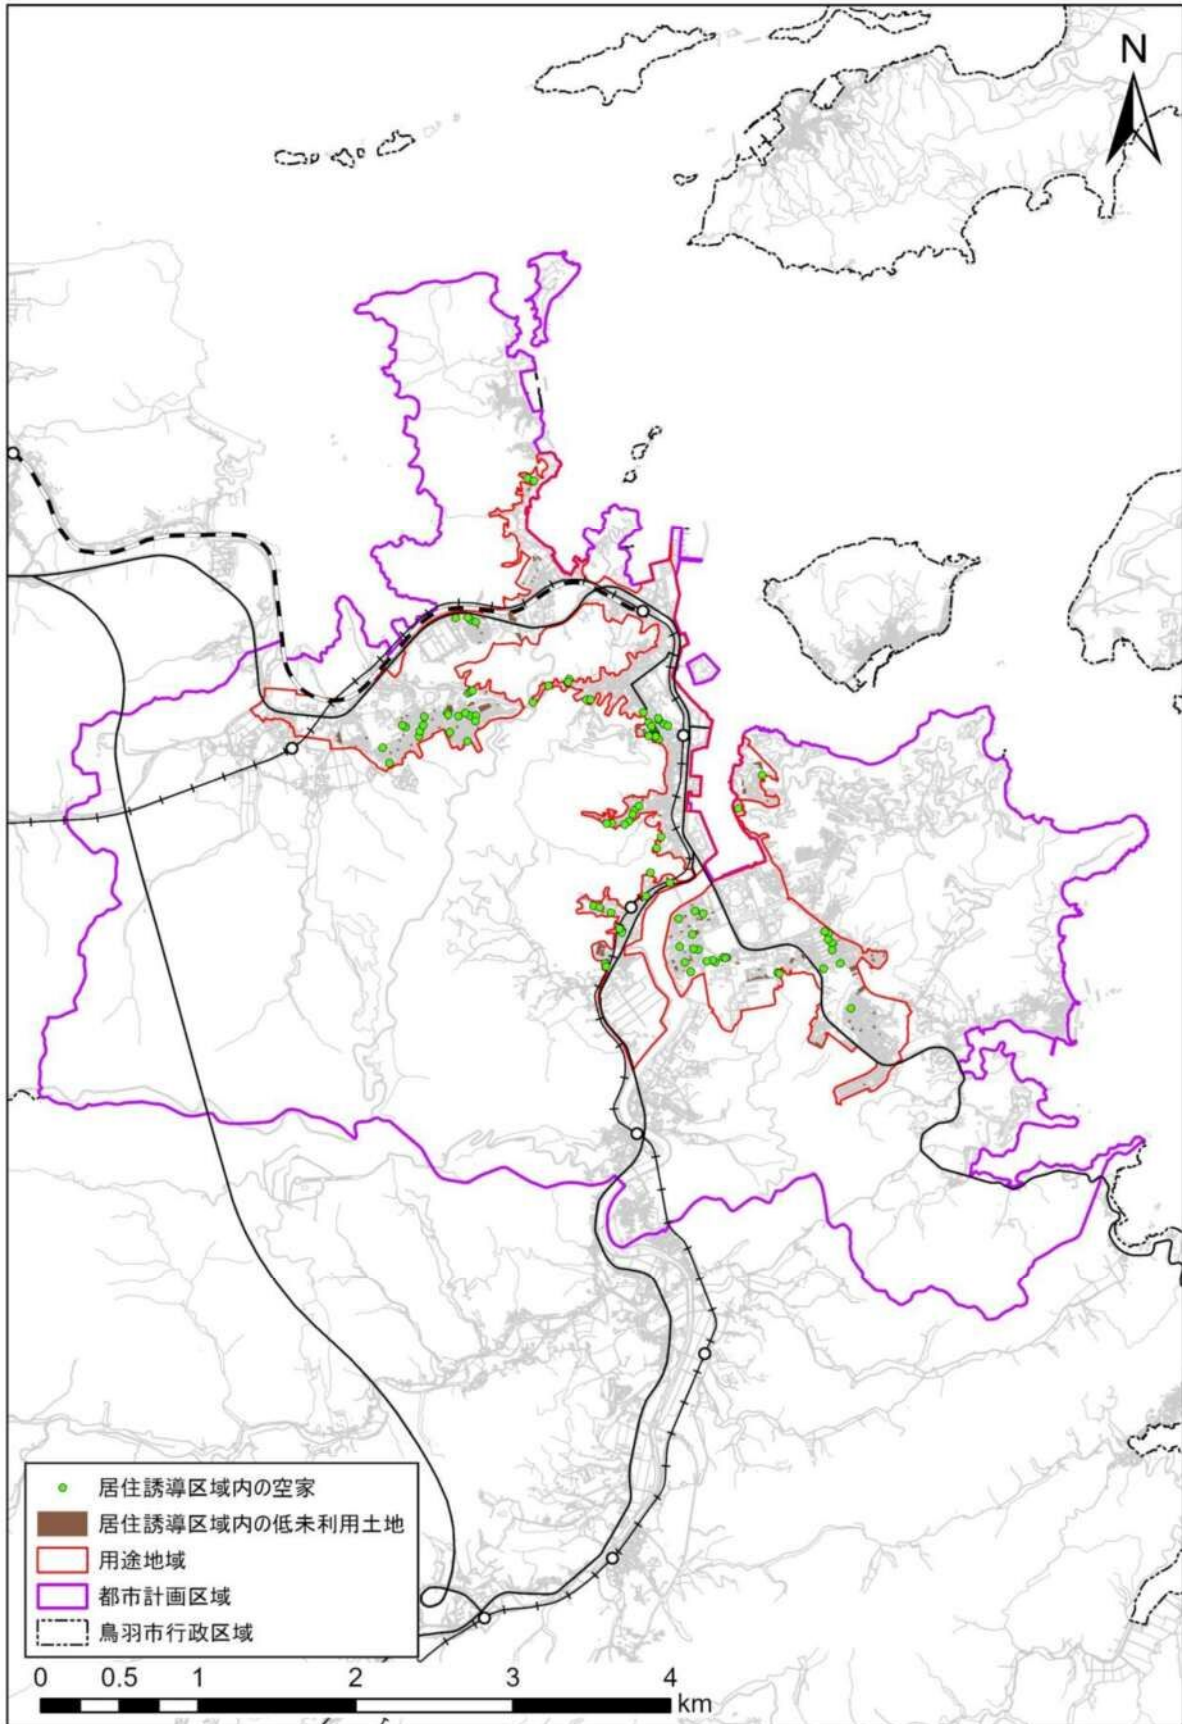 N
居住誘導区域内の空家
居住誘導区域内の低未利用土地
用途地域
都市計画区域
鳥羽市行政区域
0 0.5 1 2 3 4
km